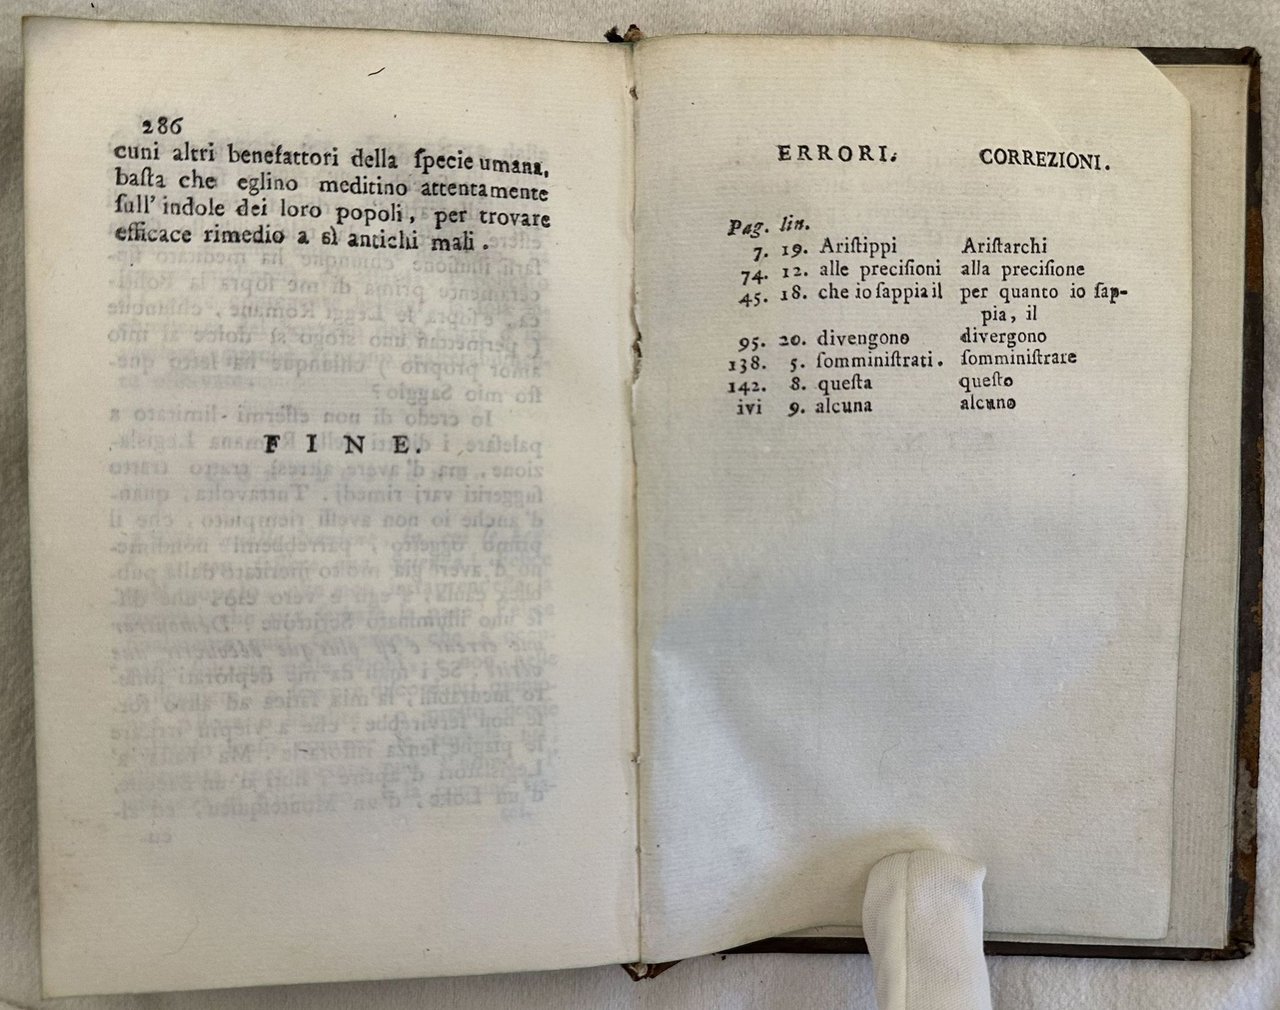 286
cuni altri benefattori della ſpecie umana,
baſta che eglino meditino attentamente
ſull' indole dei loro popoli, per trovare
efficace rimedio a sì antichi mali.
FINE.
ERRORI. CORREZIONI.
Pag. lin.
7. 19. Ariſtippi Ariſtarchi
74. 12. alle preciſioni alla preciſione
45. 18. che io ſappia il per quanto io ſap-
pia, il
95. 20. divengono divergono
138. 5. ſomminiſtrati. ſomminiſtrare
142. 8. queſta queſto
ivi 9. alcuna alcuno